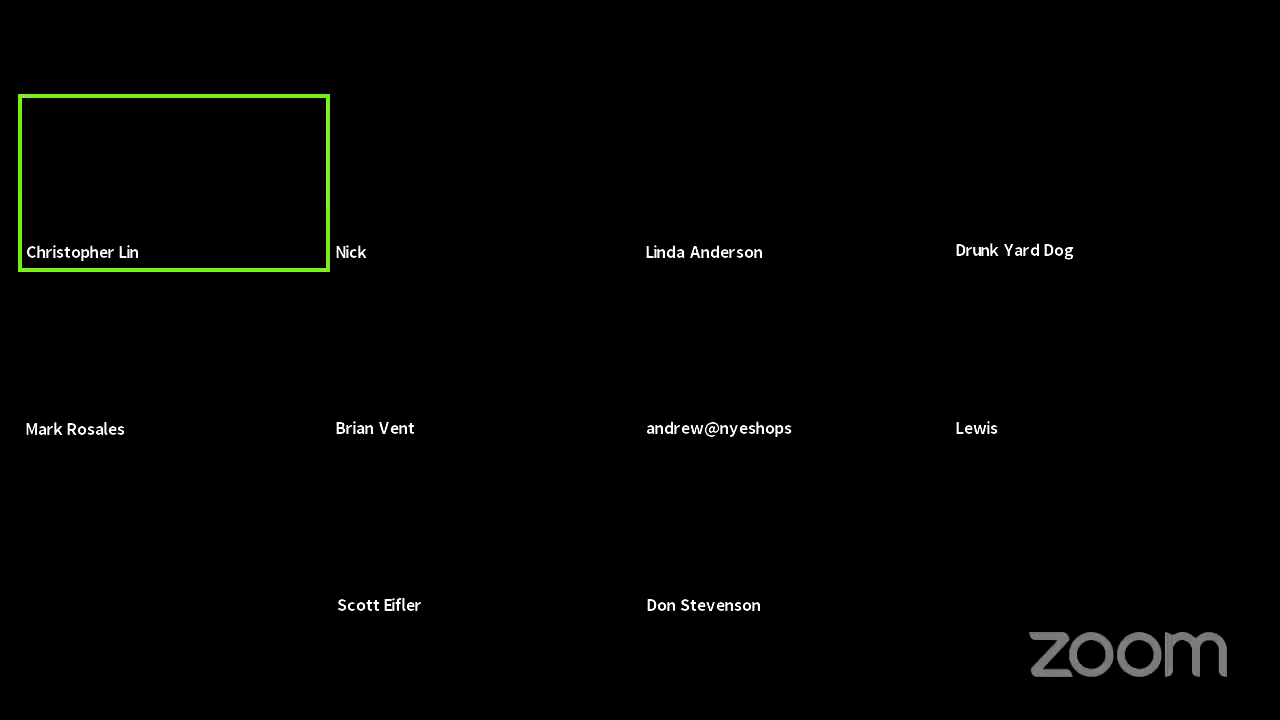 Christopher Lin
Nick
Linda Anderson
Drunk Yard Dog
Mark Rosales
Brian Vent
andrew@nyeshops
Lewis
Scott Eifler
Don Stevenson
zoom